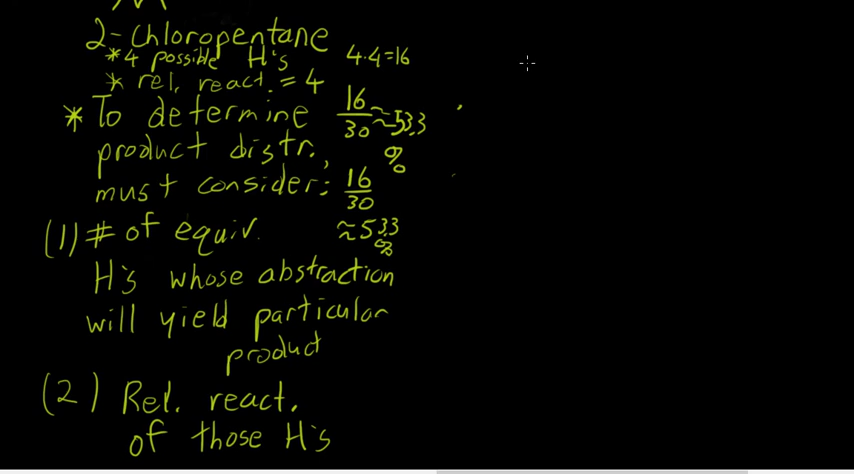 2-Chloropentane
* 4 possible H's 4·4=16
* rel. react. = 4
* To determine 16/30 ≈ 53.3 %
product distr.,
must consider: 16/30
(1) # of equiv. ≈ 53.3 %
H's whose abstraction
will yield particular
product
(2) Rel. react.
of those H's